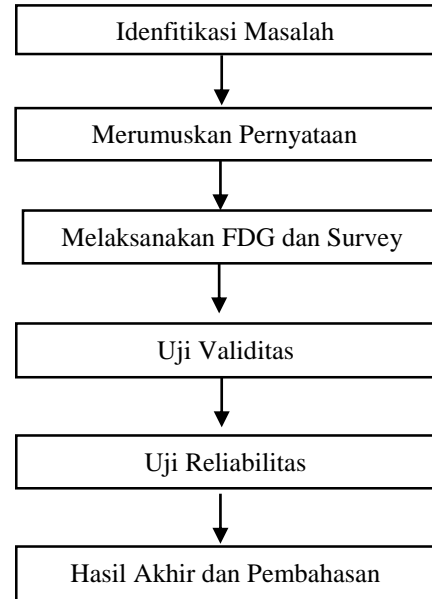 Idenfitikasi Masalah
Merumuskan Pernyataan
Melaksanakan FDG dan Survey
Uji Validitas
Uji Reliabilitas
Hasil Akhir dan Pembahasan